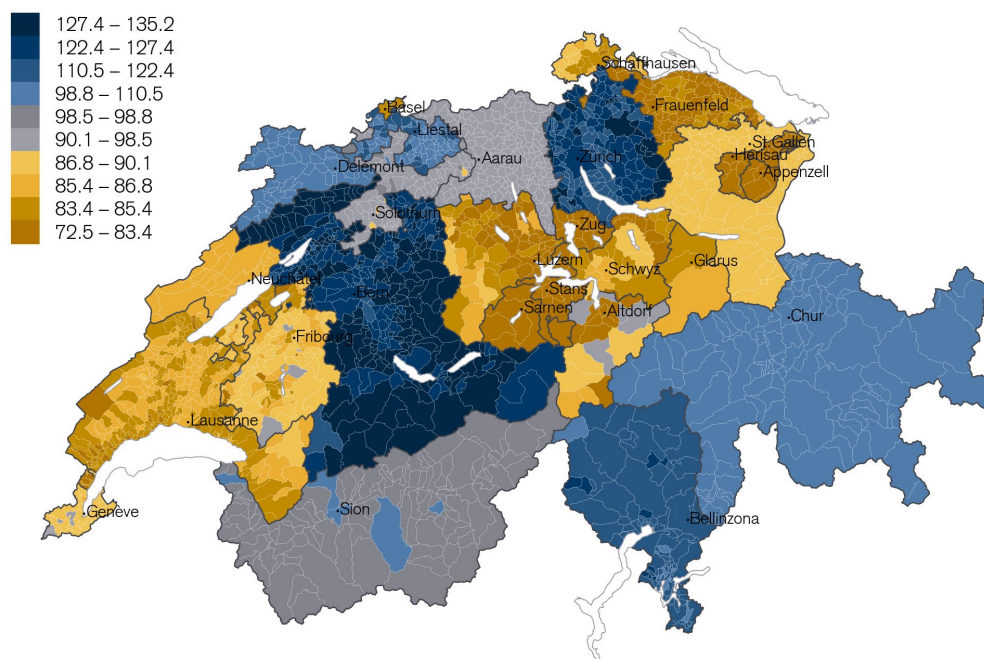 127.4 – 135.2
122.4 – 127.4
110.5 – 122.4
98.8 – 110.5
98.5 – 98.8
90.1 – 98.5
86.8 – 90.1
85.4 – 86.8
83.4 – 85.4
72.5 – 83.4
Schaffhausen
Basel
Frauenfeld
Liestal
St.Gallen
Herisau
Delémont
Aarau
Zürich
Appenzell
Solothurn
Zug
Luzern
Schwyz
Glarus
Neuchâtel
Bern
Stans
Sarnen
Altdorf
Chur
Fribourg
Lausanne
Genève
Sion
Bellinzona